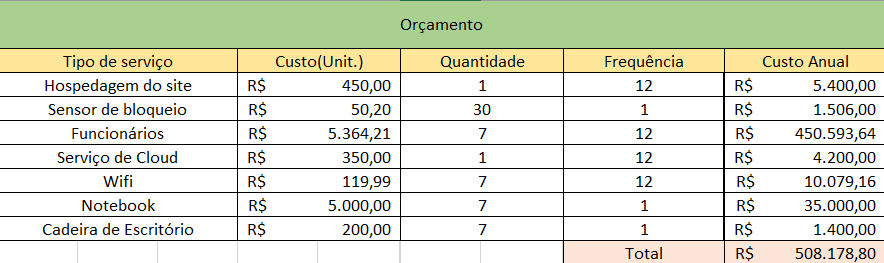 Orçamento
Tipo de serviço Custo(Unit.) Quantidade Frequência Custo Anual
Hospedagem do site R$ 450,00 1 12 R$ 5.400,00
Sensor de bloqueio R$ 50,20 30 1 R$ 1.506,00
Funcionários R$ 5.364,21 7 12 R$ 450.593,64
Serviço de Cloud R$ 350,00 1 12 R$ 4.200,00
Wifi R$ 119,99 7 12 R$ 10.079,16
Notebook R$ 5.000,00 7 1 R$ 35.000,00
Cadeira de Escritório R$ 200,00 7 1 R$ 1.400,00
Total R$ 508.178,80